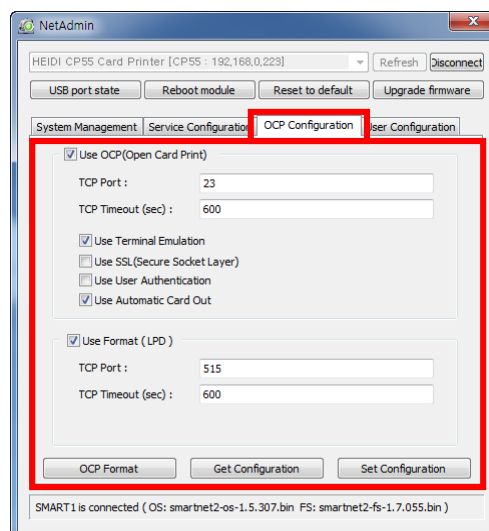 NetAdmin
HEIDI CP55 Card Printer [CP55 : 192,168,0,223]
Refresh
Disconnect
USB port state
Reboot module
Reset to default
Upgrade firmware
System Management
Service Configuration
OCP Configuration
User Configuration
Use OCP(Open Card Print)
TCP Port :
23
TCP Timeout (sec) :
600
Use Terminal Emulation
Use SSL(Secure Socket Layer)
Use User Authentication
Use Automatic Card Out
Use Format ( LPD )
TCP Port :
515
TCP Timeout (sec) :
600
OCP Format
Get Configuration
Set Configuration
SMART1 is connected ( OS: smartnet2-os-1.5.307.bin FS: smartnet2-fs-1.7.055.bin )